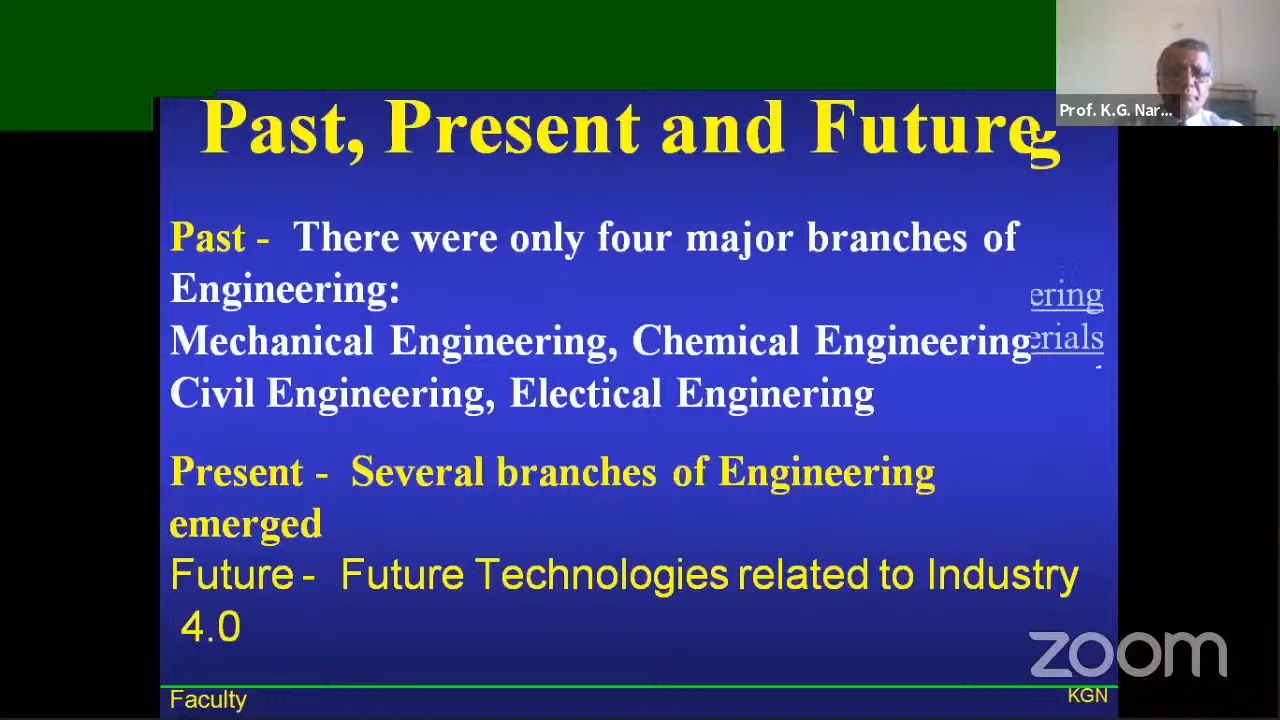 Past, Present and Future
Prof. K.G. Nar...
Past - There were only four major branches of
Engineering:
ering
Mechanical Engineering, Chemical Engineering
erials
Civil Engineering, Electical Enginering
Present - Several branches of Engineering
emerged
Future - Future Technologies related to Industry
4.0
zoom
Faculty
KGN